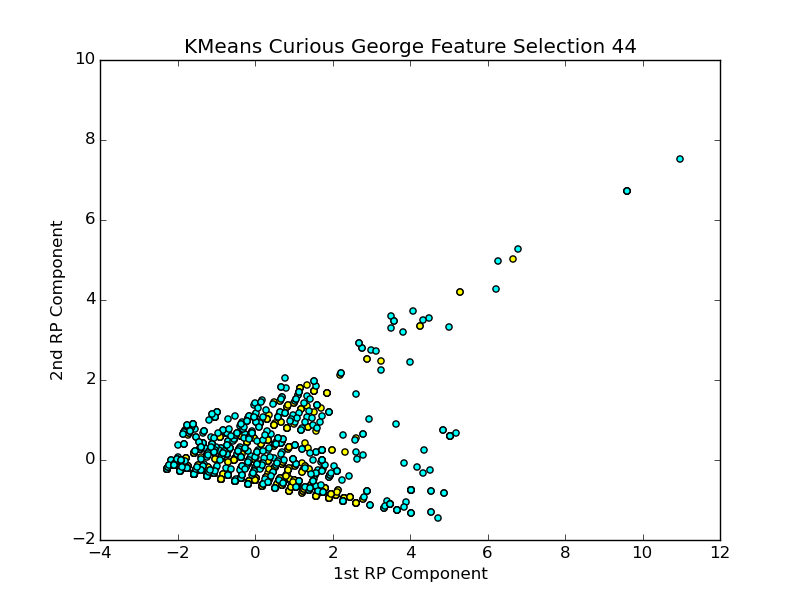 KMeans Curious George Feature Selection 44
10
8
6
4
2
0
−2
2nd RP Component
−4 −2 0 2 4 6 8 10 12
1st RP Component